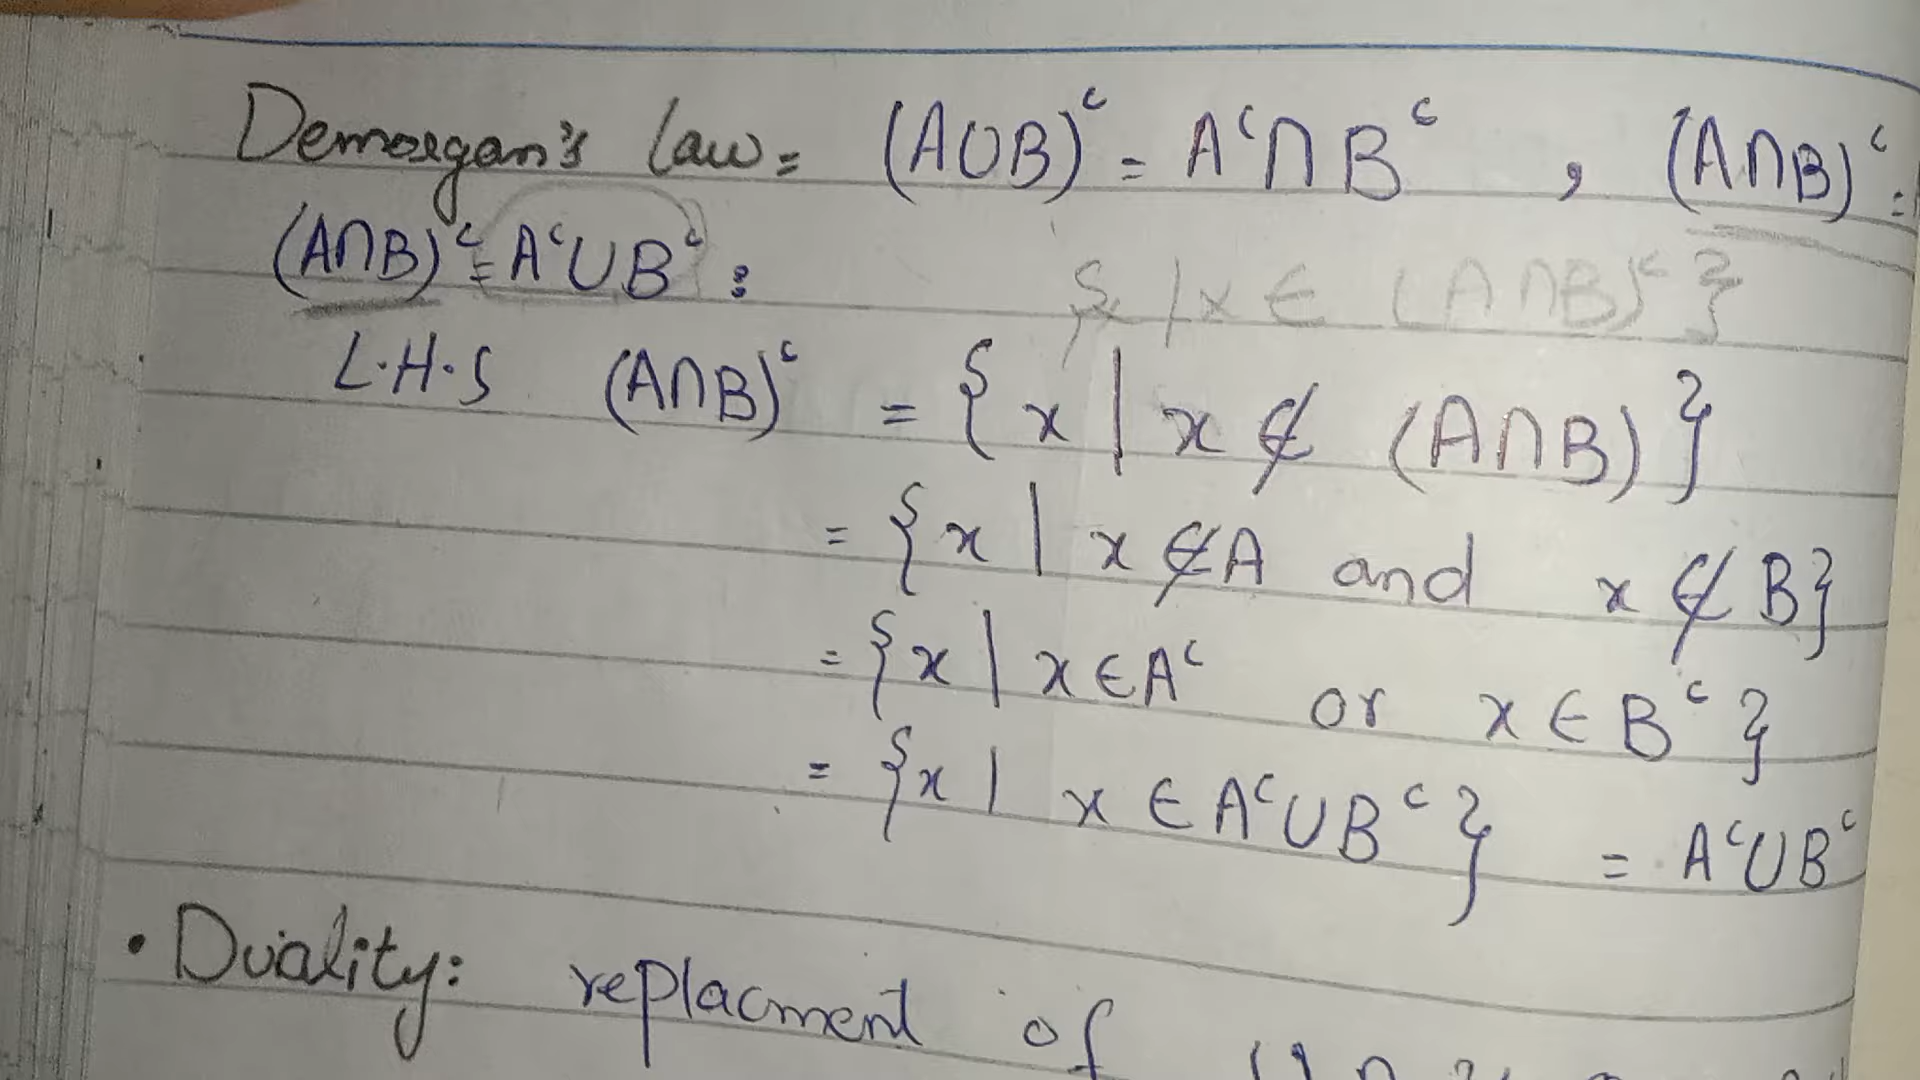 Demorgan's law = (A∪B)ᶜ = Aᶜ∩Bᶜ , (A∩B)ᶜ =
(A∩B)ᶜ = Aᶜ∪Bᶜ :
{x | x ∈ (A∩B)ᶜ}
L.H.S (A∩B)ᶜ = {x | x ∉ (A∩B)}
= {x | x ∉ A and x ∉ B}
= {x | x ∈ Aᶜ or x ∈ Bᶜ}
= {x | x ∈ Aᶜ∪Bᶜ} = Aᶜ∪Bᶜ
• Duality: replacment of